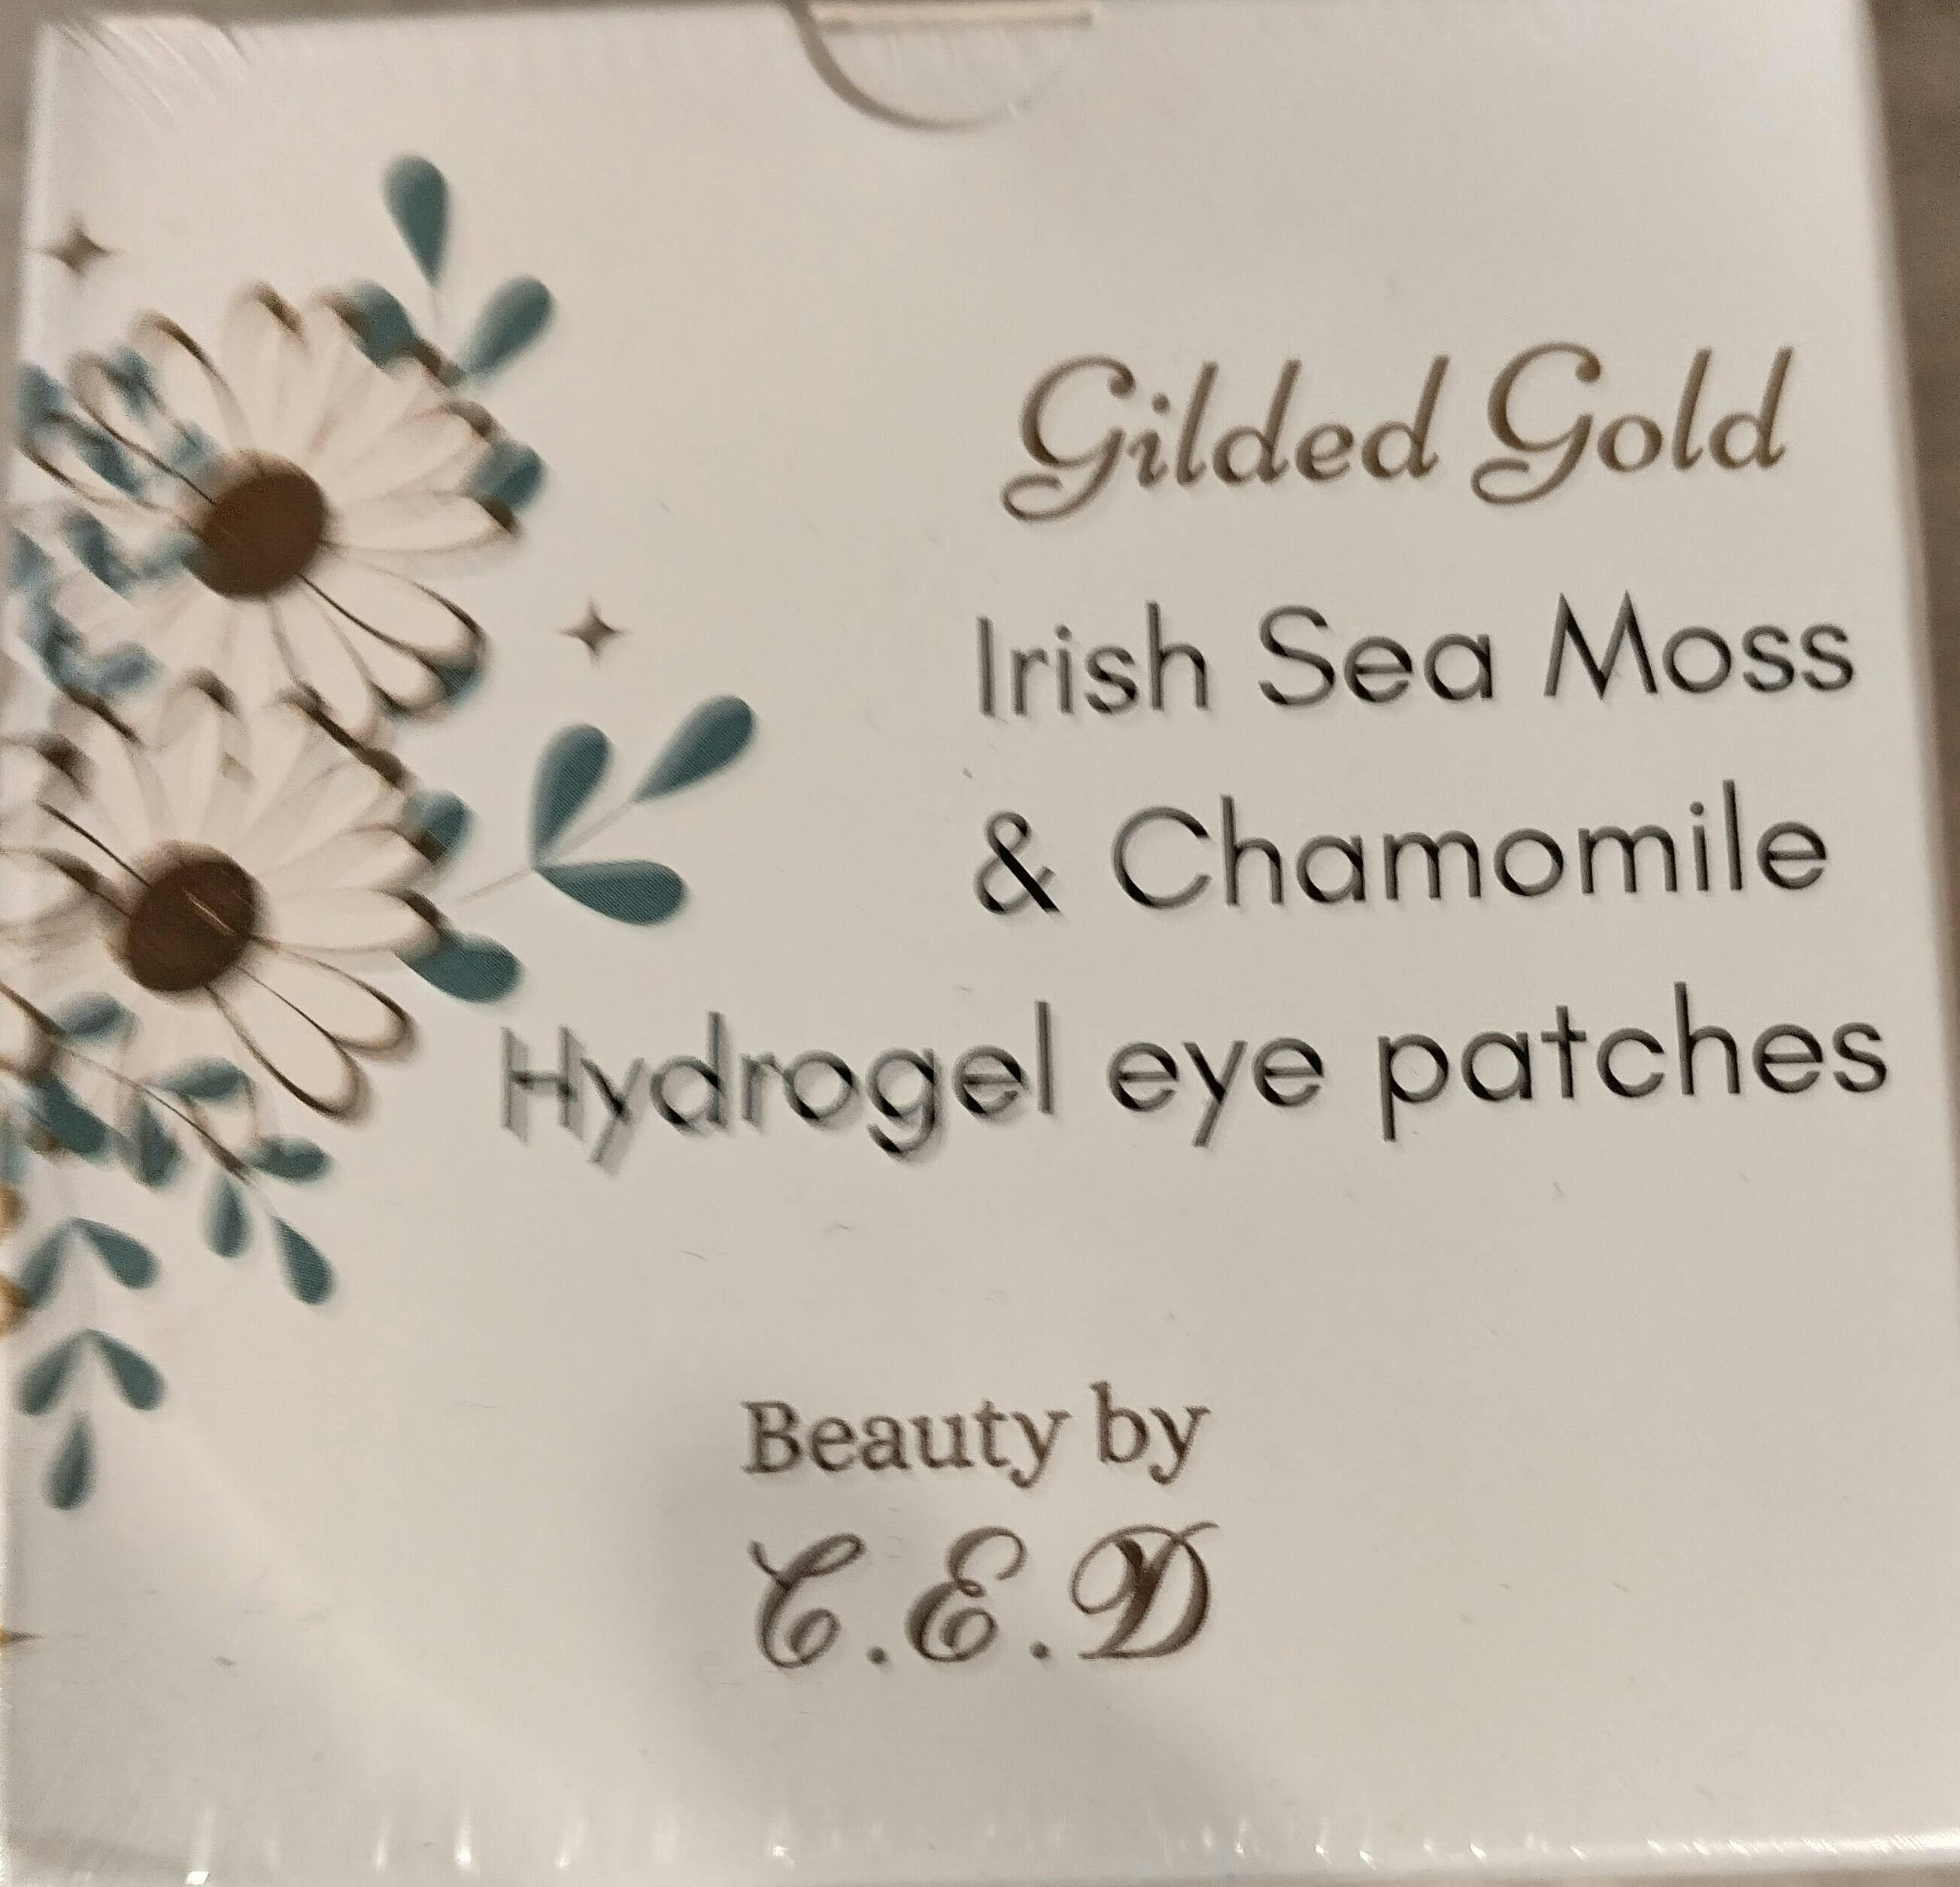 Gilded Gold
Irish Sea Moss
& Chamomile
Hydrogel eye patches
Beauty by
C.E.D